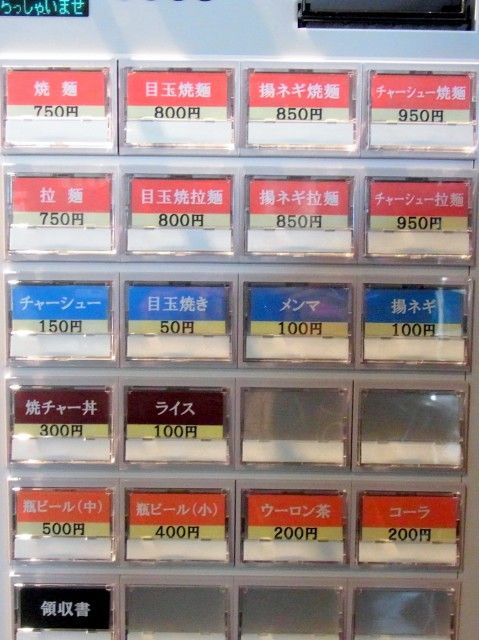 らっしゃいませ
焼麺
750円
目玉焼麺
800円
揚ネギ焼麺
850円
チャーシュー焼麺
950円
拉麺
750円
目玉焼拉麺
800円
揚ネギ拉麺
850円
チャーシュー拉麺
950円
チャーシュー
150円
目玉焼き
50円
メンマ
100円
揚ネギ
100円
焼チャー丼
300円
ライス
100円
瓶ビール(中)
500円
瓶ビール(小)
400円
ウーロン茶
200円
コーラ
200円
領収書